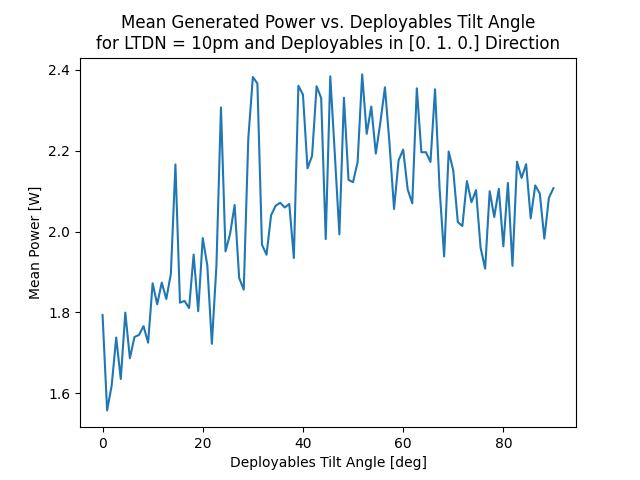 Mean Generated Power vs. Deployables Tilt Angle
for LTDN = 10pm and Deployables in [0. 1. 0.] Direction
2.4
2.2
2.0
1.8
1.6
Mean Power [W]
0 20 40 60 80
Deployables Tilt Angle [deg]